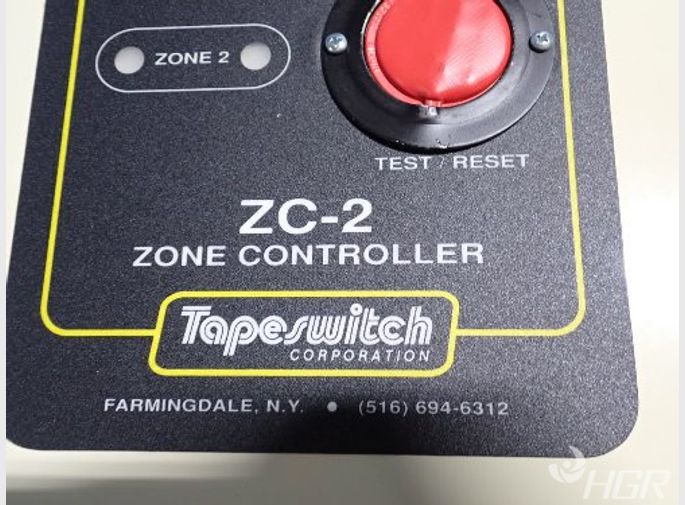 ZONE 2
TEST / RESET
ZC-2
ZONE CONTROLLER
Tapeswitch
CORPORATION
FARMINGDALE, N.Y. • (516) 694-6312
HGR